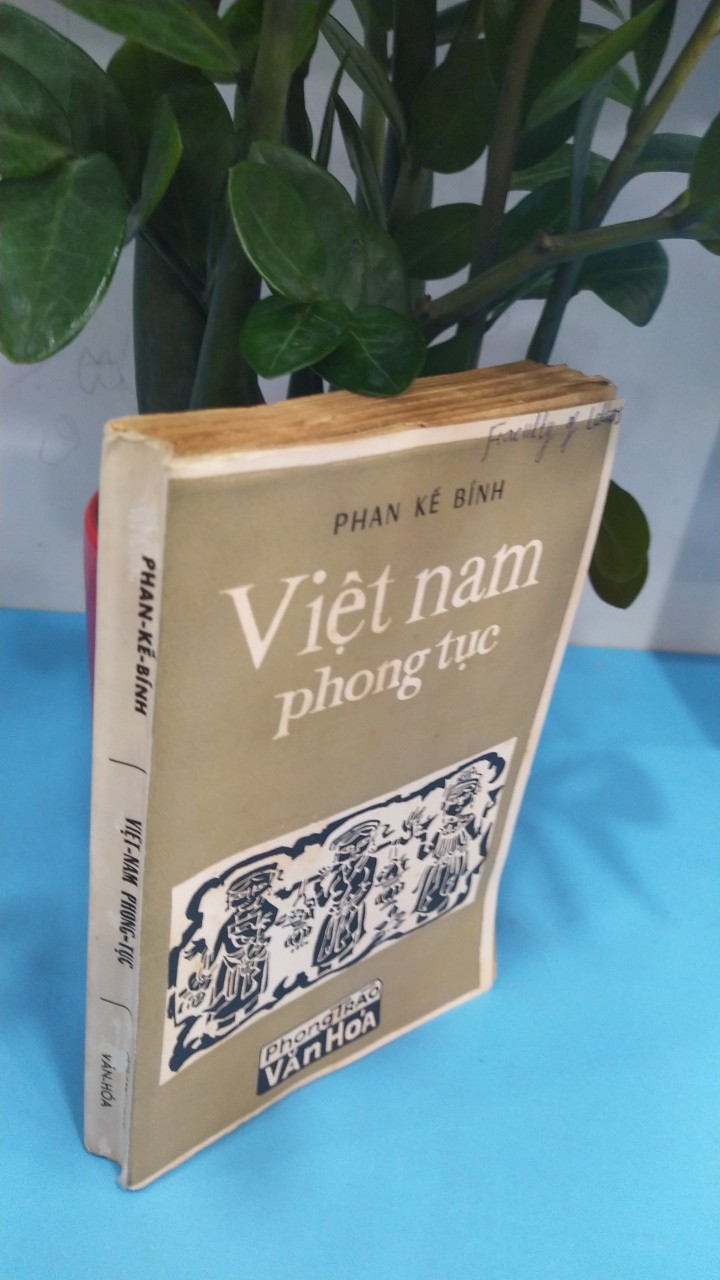 Faculty of Letters
PHAN KẾ BÍNH
Việt nam
phong tục
Phong TRÀO
VĂN HÓA
PHAN-KẾ-BÍNH
VIỆT-NAM PHONG-TỤC
VĂN-HÓA